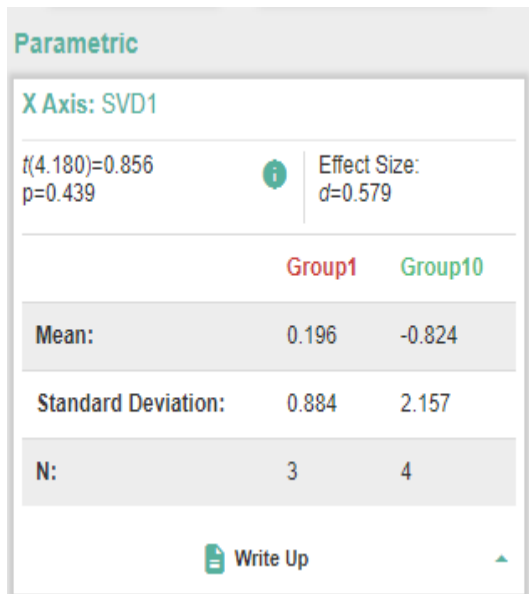 Parametric
X Axis: SVD1
t(4.180)=0.856
p=0.439
Effect Size:
d=0.579
Group1 Group10
Mean: 0.196 -0.824
Standard Deviation: 0.884 2.157
N: 3 4
Write Up